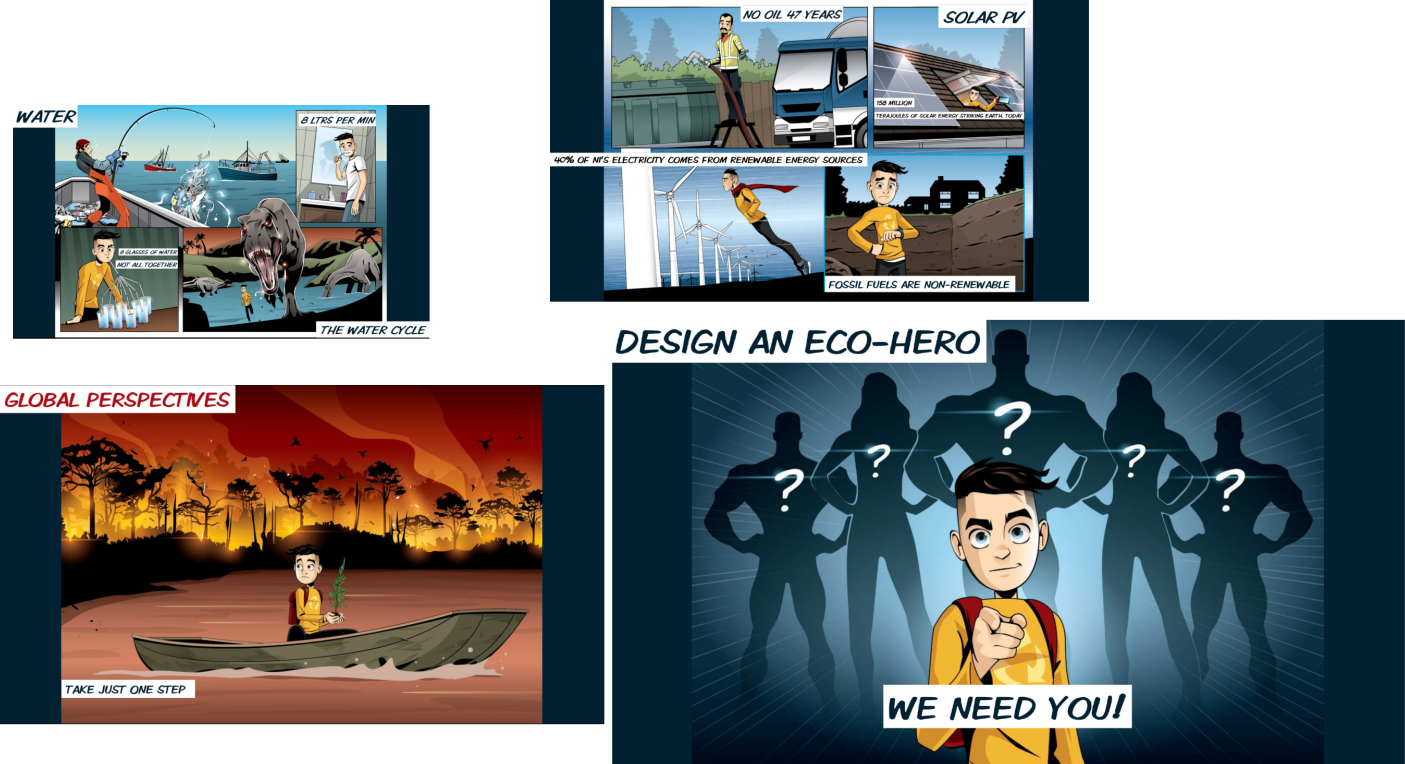 NO OIL 47 YEARS
SOLAR PV
158 MILLION
TERAJOULES OF SOLAR ENERGY STRIKING EARTH, TODAY
40% OF NI'S ELECTRICITY COMES FROM RENEWABLE ENERGY SOURCES
FOSSIL FUELS ARE NON-RENEWABLE
WATER
8 LTRS PER MIN
8 GLASSES OF WATER
NOT ALL TOGETHER
THE WATER CYCLE
GLOBAL PERSPECTIVES
TAKE JUST ONE STEP
DESIGN AN ECO-HERO
?
?
?
?
?
WE NEED YOU!